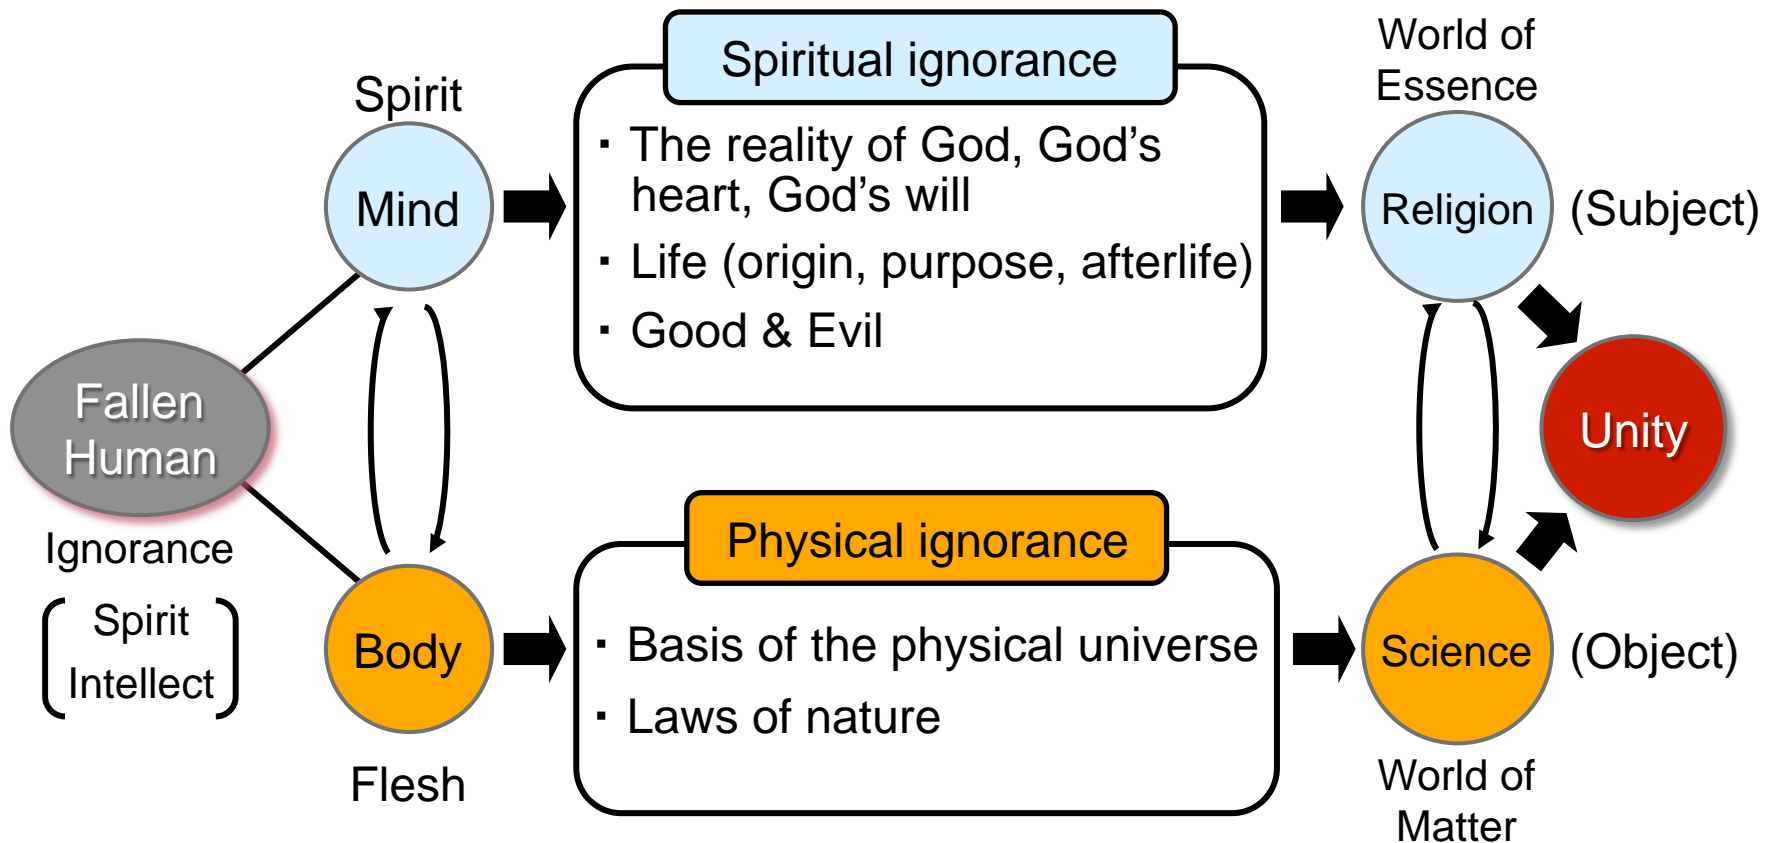 Spirit
Mind
Spiritual ignorance
▪ The reality of God, God's
heart, God's will
▪ Life (origin, purpose, afterlife)
▪ Good & Evil
World of
Essence
Religion
(Subject)
Fallen
Human
Ignorance
Spirit
Intellect
Unity
Body
Flesh
Physical ignorance
▪ Basis of the physical universe
▪ Laws of nature
Science
(Object)
World of
Matter